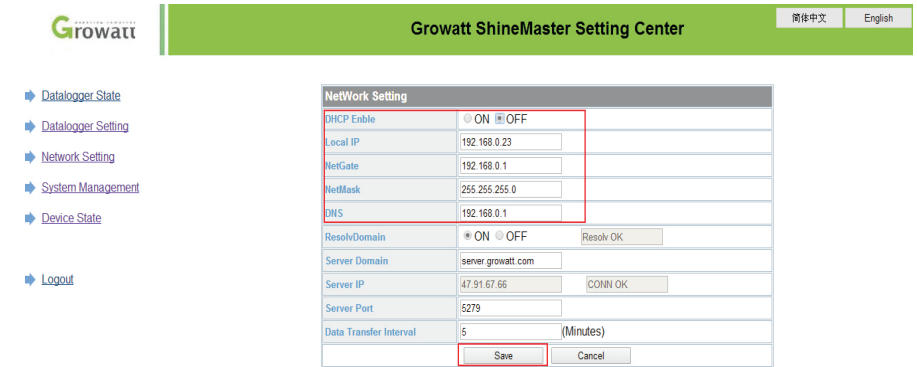 Growatt
Growatt ShineMaster Setting Center
简体中文 English
Datalogger State
Datalogger Setting
Network Setting
System Management
Device State
Logout
NetWork Setting
DHCP Enble ON OFF
Local IP 192.168.0.23
NetGate 192.168.0.1
NetMask 255.255.255.0
DNS 192.168.0.1
ResolvDomain ON OFF Resolv OK
Server Domain server.growatt.com
Server IP 47.91.67.66 CONN OK
Server Port 5279
Data Transfer Interval 5 (Minutes)
Save Cancel